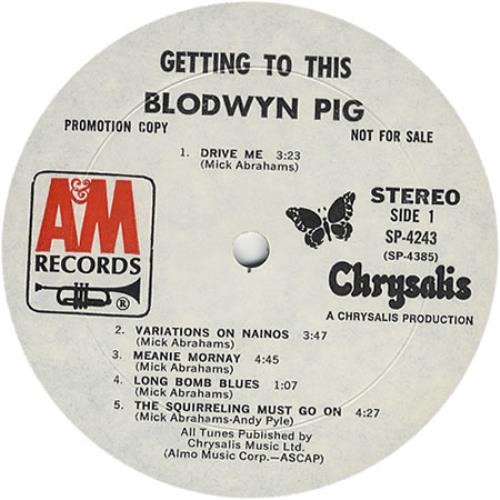 GETTING TO THIS
BLODWYN PIG
PROMOTION COPY
NOT FOR SALE
1. DRIVE ME 3:23
(Mick Abrahams)
A&M
RECORDS
®
STEREO
SIDE 1
SP-4243
(SP-4385)
Chrysalis
A CHRYSALIS PRODUCTION
2. VARIATIONS ON NAINOS 3:47
(Mick Abrahams)
3. MEANIE MORNAY 4:45
(Mick Abrahams)
4. LONG BOMB BLUES 1:07
(Mick Abrahams)
5. THE SQUIRRELING MUST GO ON 4:27
(Mick Abrahams-Andy Pyle)
All Tunes Published by
Chrysalis Music Ltd.
(Almo Music Corp.—ASCAP)